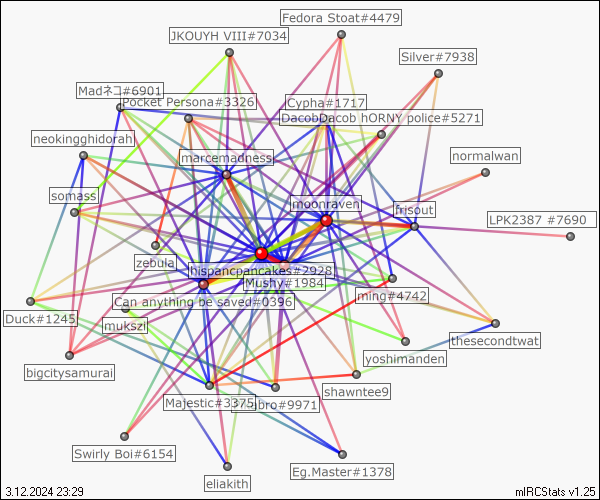 Fedora Stoat#4479
JKOUYH VIII#7034
Silver#7938
Madネコ#6901
Pocket Persona#3326
Cypha#1717
DacobDacob hORNY police#5271
neokingghidorah
marcemadness
normalwan
somass
moonraven
frisout
LPK2387 #7690
zebula
hispancpancakes#2928
Mushy#1984
Can anything be saved#0396
ming#4742
Duck#1245
mukszi
thesecondtwat
yoshimanden
bigcitysamurai
shawntee9
Majestic#3375
bro#9971
Swirly Boi#6154
Eg.Master#1378
eliakith
3.12.2024 23:29
mIRCStats v1.25